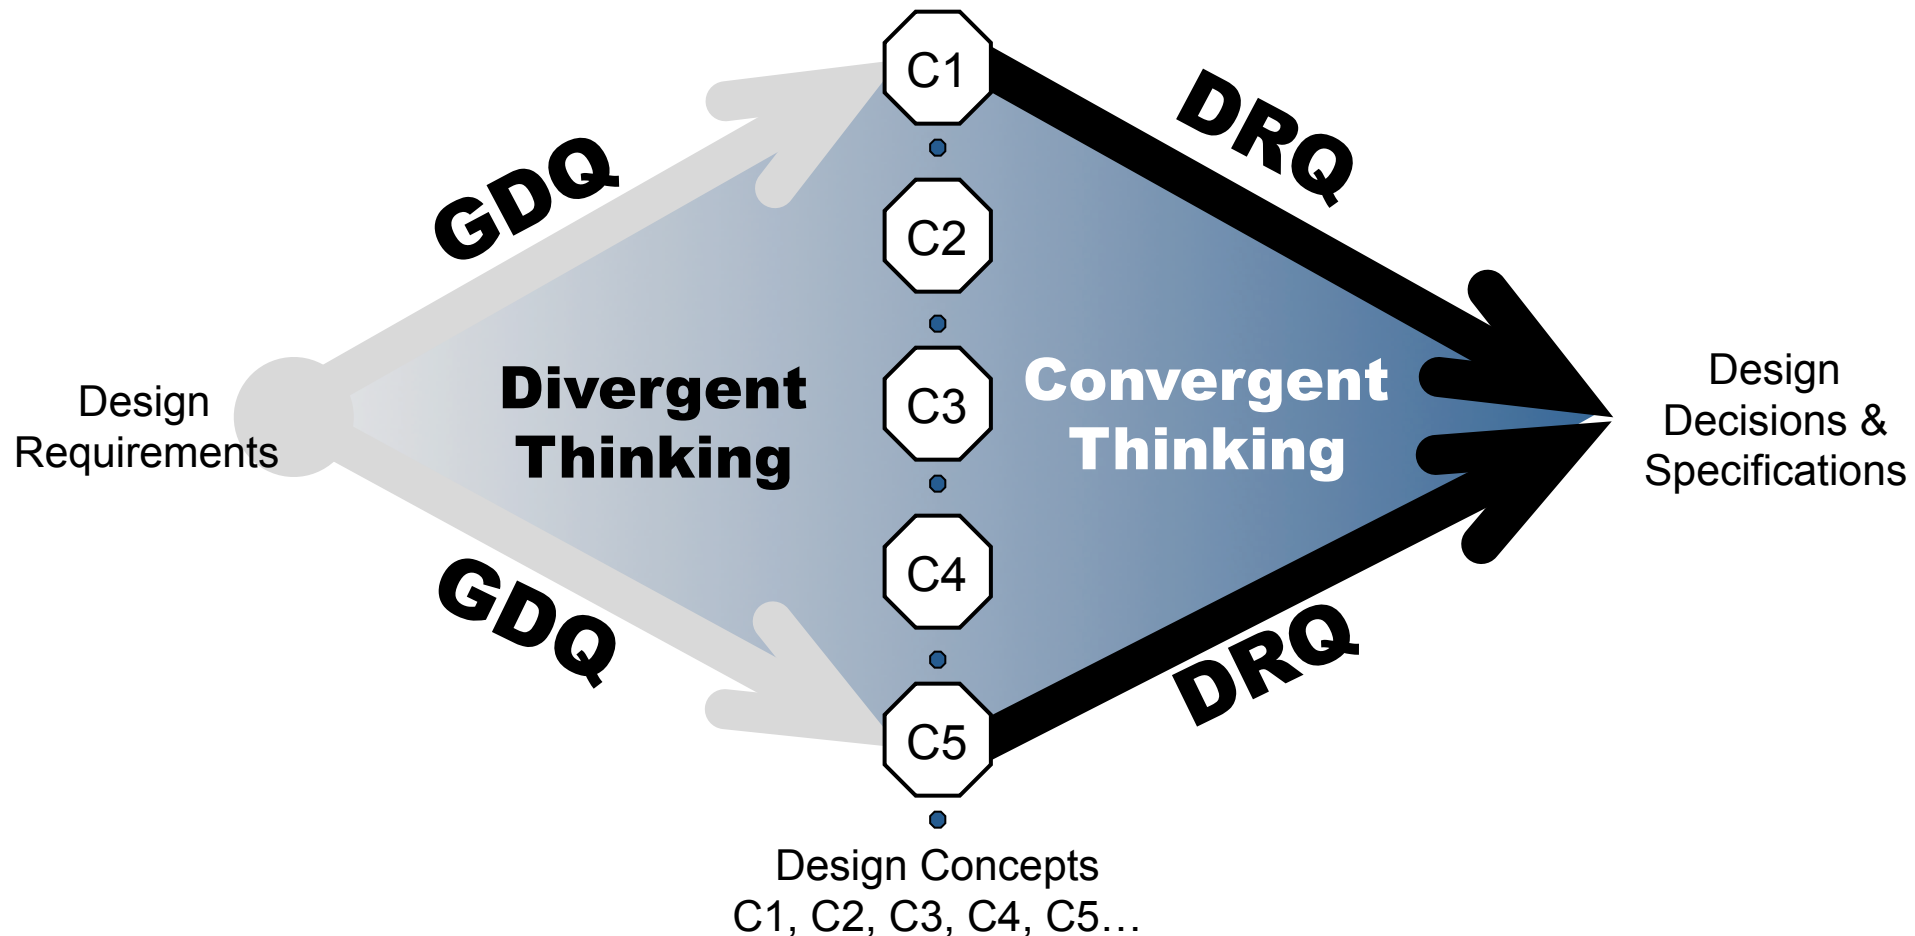 C1
DRQ
GDQ
C2
Design
Requirements
Divergent
Thinking
C3
Convergent
Thinking
Design
Decisions &
Specifications
C4
GDQ
DRQ
C5
Design Concepts
C1, C2, C3, C4, C5…